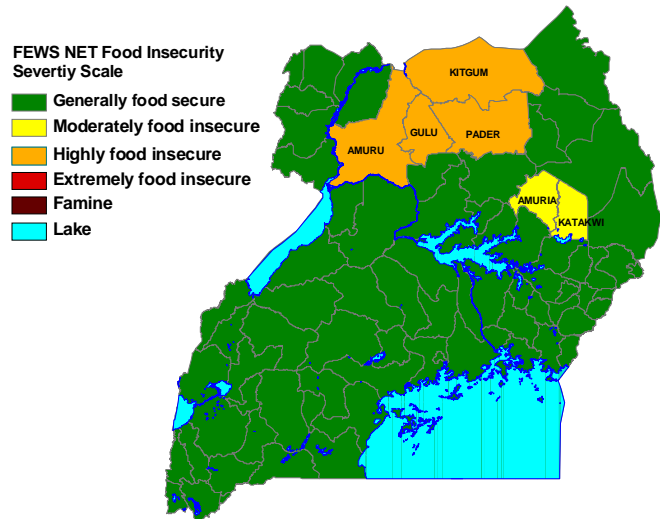 FEWS NET Food Insecurity
Severtiy Scale
Generally food secure
Moderately food insecure
Highly food insecure
Extremely food insecure
Famine
Lake
KITGUM
GULU
PADER
AMURU
AMURIA
KATAKWI